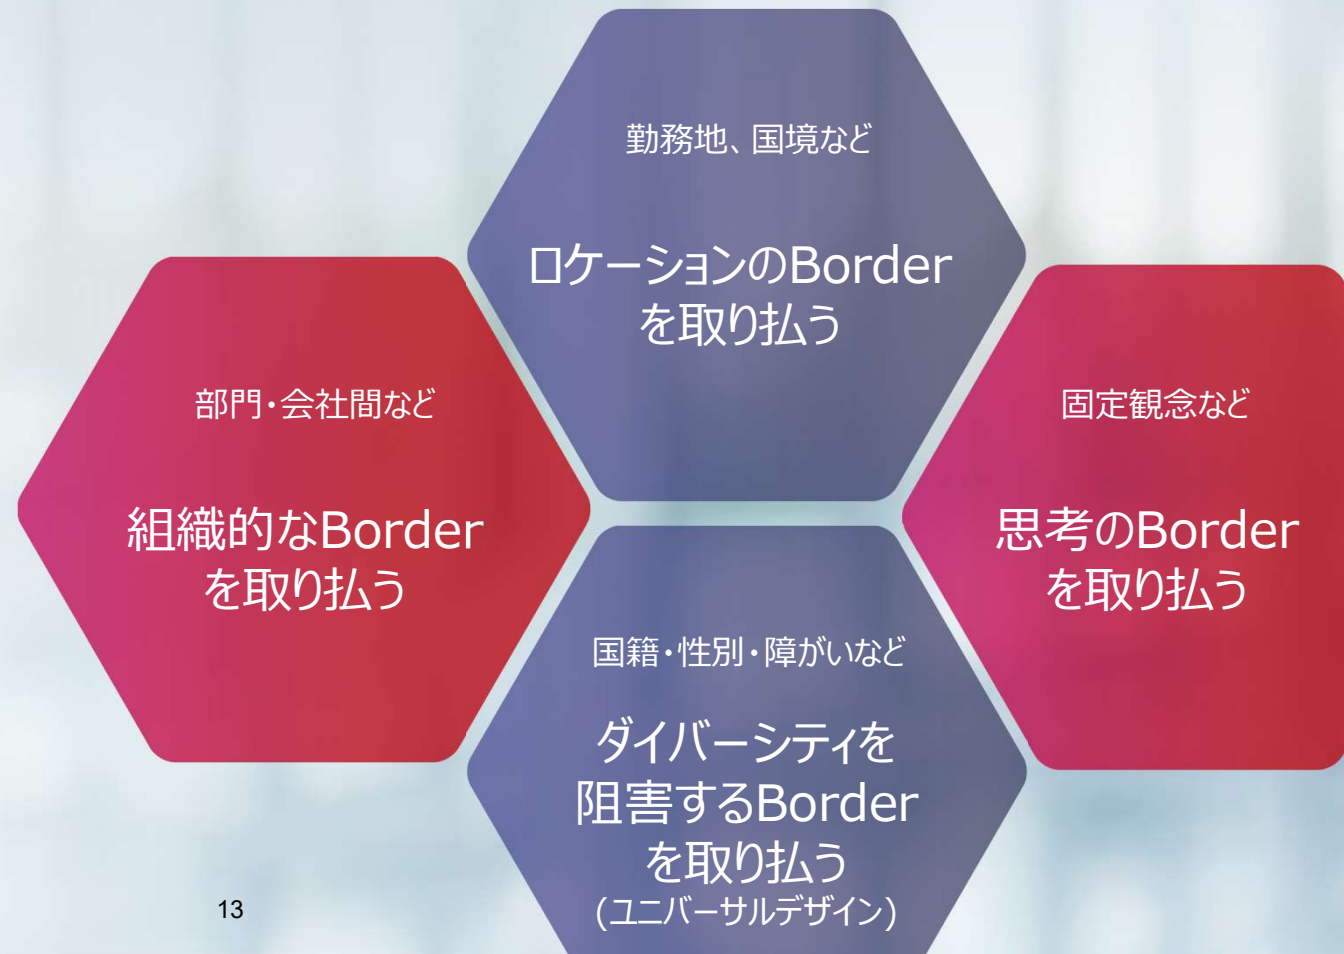 勤務地、国境など
ロケーションのBorder
を取り払う
部門・会社間など
組織的なBorder
を取り払う
固定観念など
思考のBorder
を取り払う
国籍・性別・障がいなど
ダイバーシティを
阻害するBorder
を取り払う
(ユニバーサルデザイン)
13